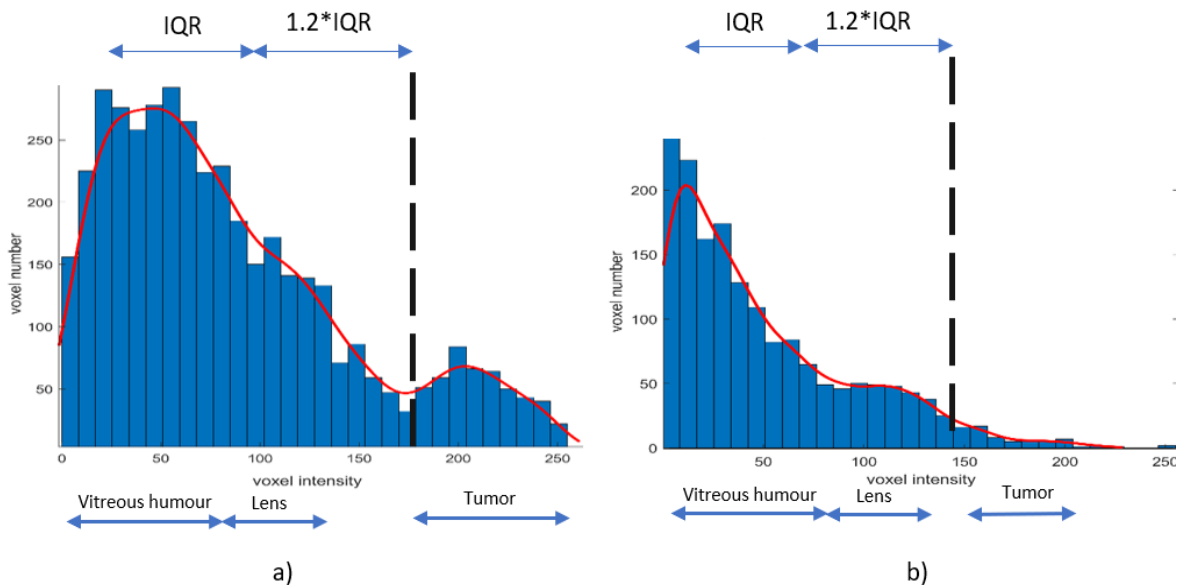 IQR 1.2*IQR
250
200
150
100
50
voxel number
0 50 100 150 200 250
voxel intensity
Vitreous humour Lens Tumor
a)
IQR 1.2*IQR
200
150
100
50
0
voxel number
50 100 150 200 250
voxel intensity
Vitreous humour Lens Tumor
b)